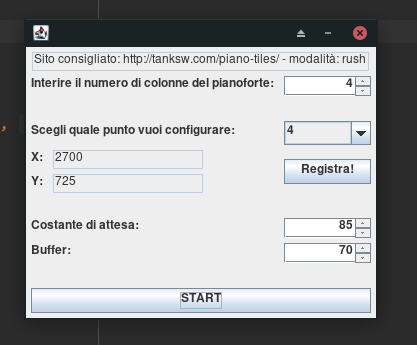 Sito consigliato: http://tanksw.com/piano-tiles/ - modalità: rush
Interire il numero di colonne del pianoforte: 4
Scegli quale punto vuoi configurare: 4
X: 2700
Registra!
Y: 725
Costante di attesa: 85
Buffer: 70
START